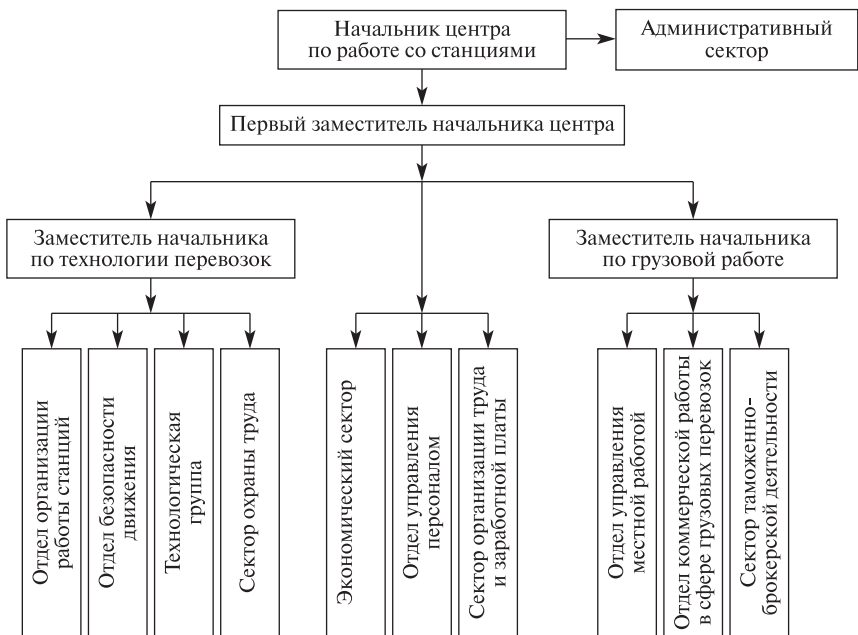 Начальник центра
по работе со станциями
Административный
сектор
Первый заместитель начальника центра
Заместитель начальника
по технологии перевозок
Заместитель начальника
по грузовой работе
Отдел организации
работы станций
Отдел безопасности
движения
Технологическая
группа
Сектор охраны труда
Экономический сектор
Отдел управления
персоналом
Сектор организации труда
и заработной платы
Отдел управления
местной работой
Отдел коммерческой работы
в сфере грузовых перевозок
Сектор таможенно-
брокерской деятельности